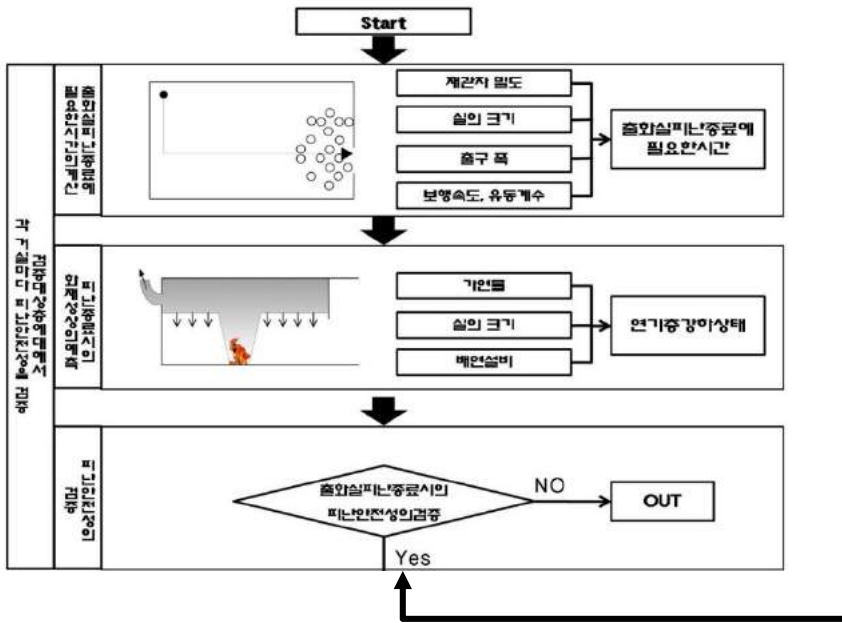 Start
검증대상층에대해서
각 거실마다 피난안전성을 검증
출화실피난종료에
필요한시간의계산
재관자 밀도
실의 크기
출구 폭
보행속도, 유동계수
출화실피난종료에
필요한시간
피난종료시의
화재성상의예측
가연물
실의 크기
배연설비
연기층강하상태
피난안전성의
검증
출화실피난종료시의
피난안전성의검증
NO
OUT
Yes